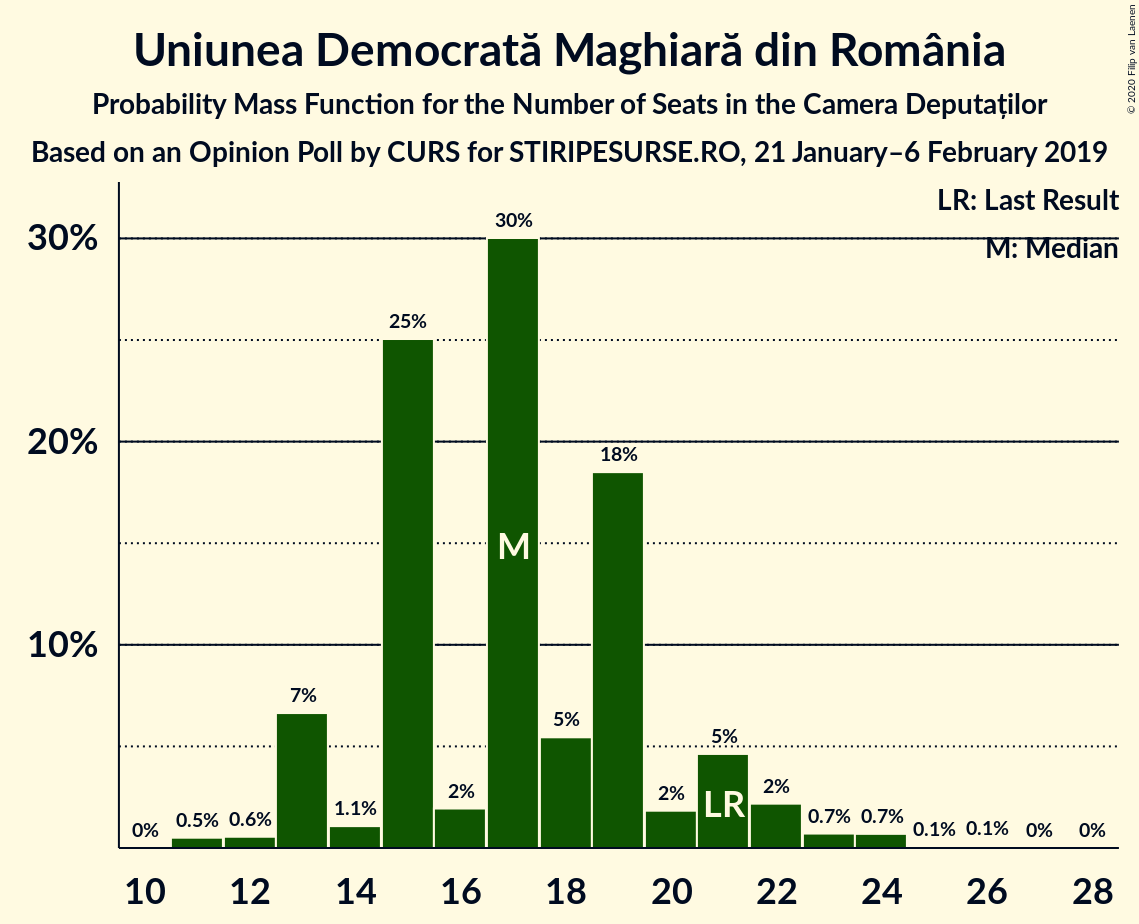 Uniunea Democrată Maghiară din România
Probability Mass Function for the Number of Seats in the Camera Deputaților
Based on an Opinion Poll by CURS for STIRIPESURSE.RO, 21 January–6 February 2019
© 2020 Filip van Laenen
LR: Last Result
M: Median
30%
20%
10%
0%
0.5%
0.6%
7%
1.1%
25%
2%
30%
5%
18%
2%
5%
2%
0.7%
0.7%
0.1%
0.1%
0%
0%
M
LR
10 12 14 16 18 20 22 24 26 28